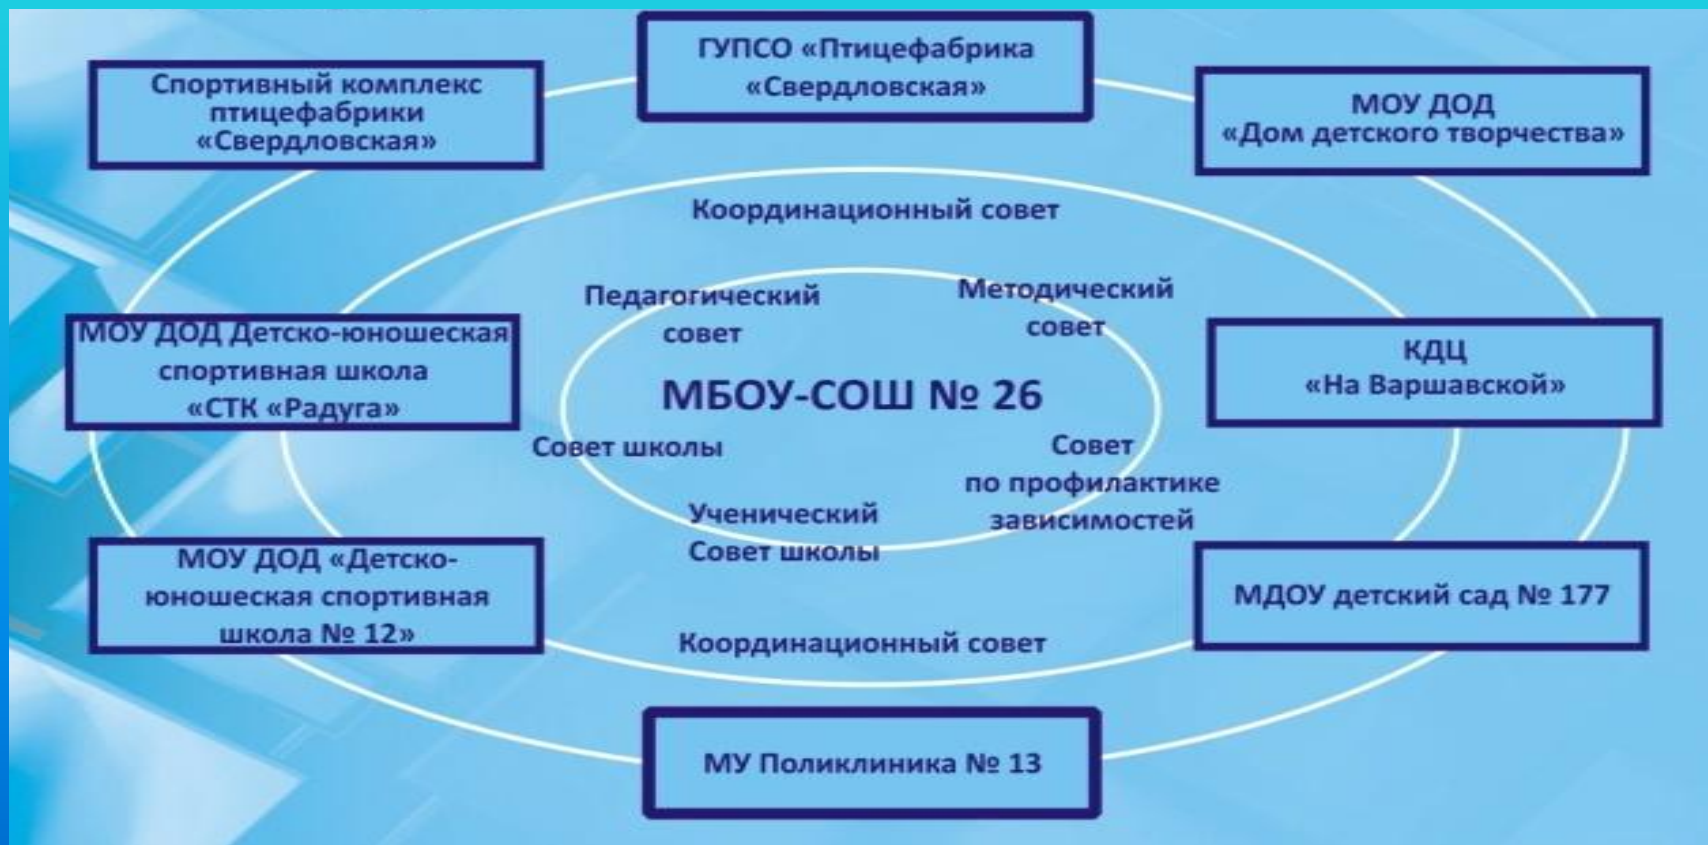 ГУПСО «Птицефабрика
«Свердловская»
Спортивный комплекс
птицефабрики
«Свердловская»
МОУ ДОД
«Дом детского творчества»
Координационный совет
Педагогический
совет
Методический
совет
МОУ ДОД Детско-юношеская
спортивная школа
«СТК «Радуга»
МБОУ-СОШ № 26
КДЦ
«На Варшавской»
Совет школы
Совет
по профилактике
зависимостей
Ученический
Совет школы
МОУ ДОД «Детско-
юношеская спортивная
школа № 12»
МДОУ детский сад № 177
Координационный совет
МУ Поликлиника № 13